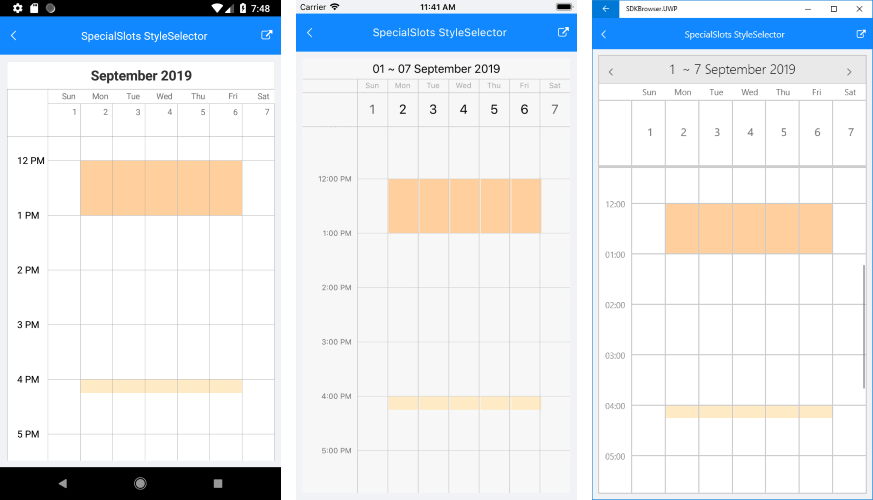 7:48
SpecialSlots StyleSelector
September 2019
Sun Mon Tue Wed Thu Fri Sat
1 2 3 4 5 6 7
12 PM
1 PM
2 PM
3 PM
4 PM
5 PM
Carrier 11:41 AM
SpecialSlots StyleSelector
01 ~ 07 September 2019
Sun Mon Tue Wed Thu Fri Sat
1 2 3 4 5 6 7
12:00 PM
1:00 PM
2:00 PM
3:00 PM
4:00 PM
5:00 PM
SDKBrowser.UWP
SpecialSlots StyleSelector
1 ~ 7 September 2019
Sun Mon Tue Wed Thu Fri Sat
1 2 3 4 5 6 7
12:00
01:00
02:00
03:00
04:00
05:00